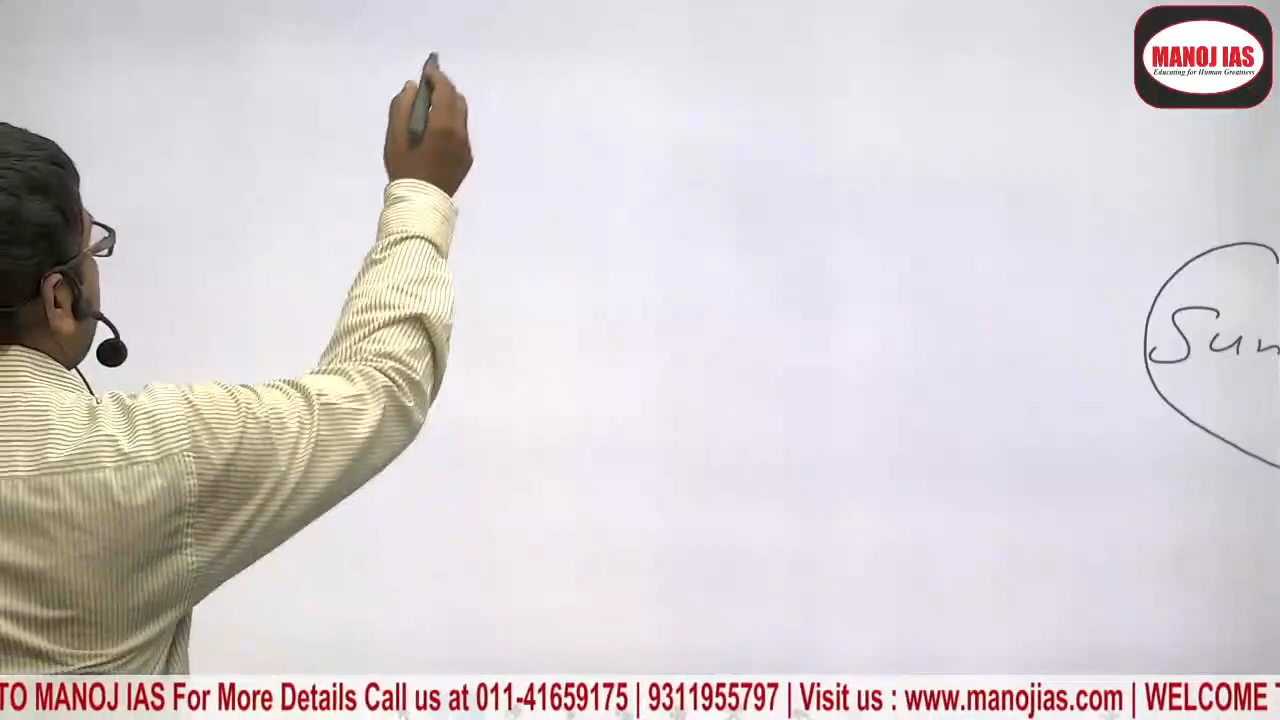 MANOJ IAS
Educating for Human Greatness
Sun
TO MANOJ IAS For More Details Call us at 011-41659175 | 9311955797 | Visit us : www.manojias.com | WELCOME